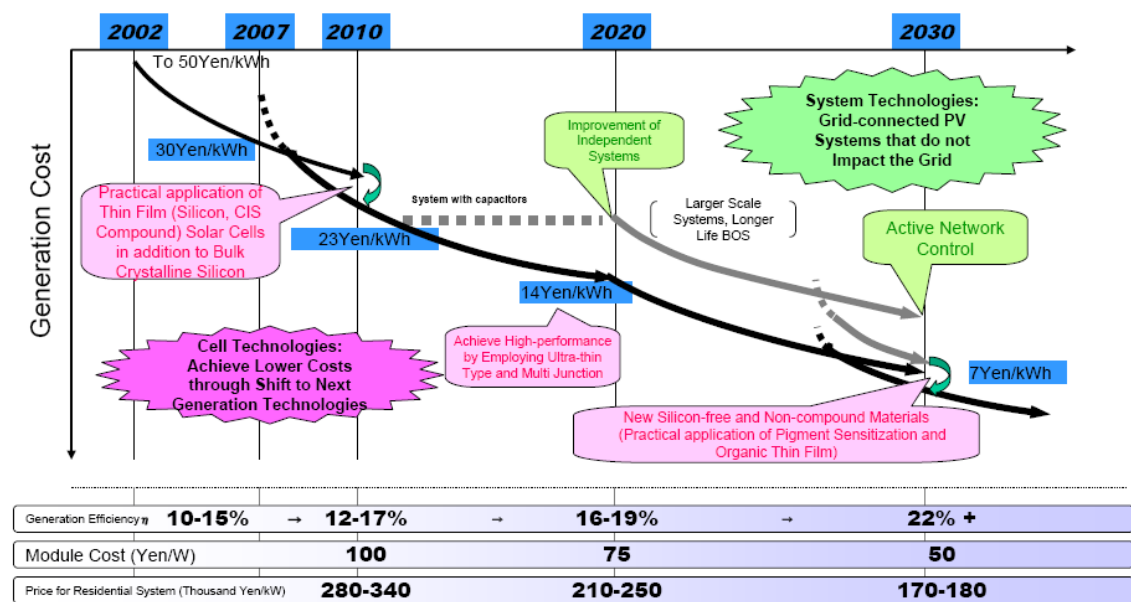 2002
2007
2010
2020
2030
To 50Yen/kWh
Generation Cost
30Yen/kWh
Practical application of
Thin Film (Silicon, CIS
Compound) Solar Cells
in addition to Bulk
Crystalline Silicon
System with capacitors
23Yen/kWh
Improvement of
Independent
Systems
System Technologies:
Grid-connected PV
Systems that do not
Impact the Grid
Larger Scale
Systems, Longer
Life BOS
Active Network
Control
14Yen/kWh
Cell Technologies:
Achieve Lower Costs
through Shift to Next
Generation Technologies
Achieve High-performance
by Employing Ultra-thin
Type and Multi Junction
7Yen/kWh
New Silicon-free and Non-compound Materials
(Practical application of Pigment Sensitization and
Organic Thin Film)
Generation Efficiency η 10-15% → 12-17% → 16-19% → 22% +
Module Cost (Yen/W) 100 75 50
Price for Residential System (Thousand Yen/kW) 280-340 210-250 170-180